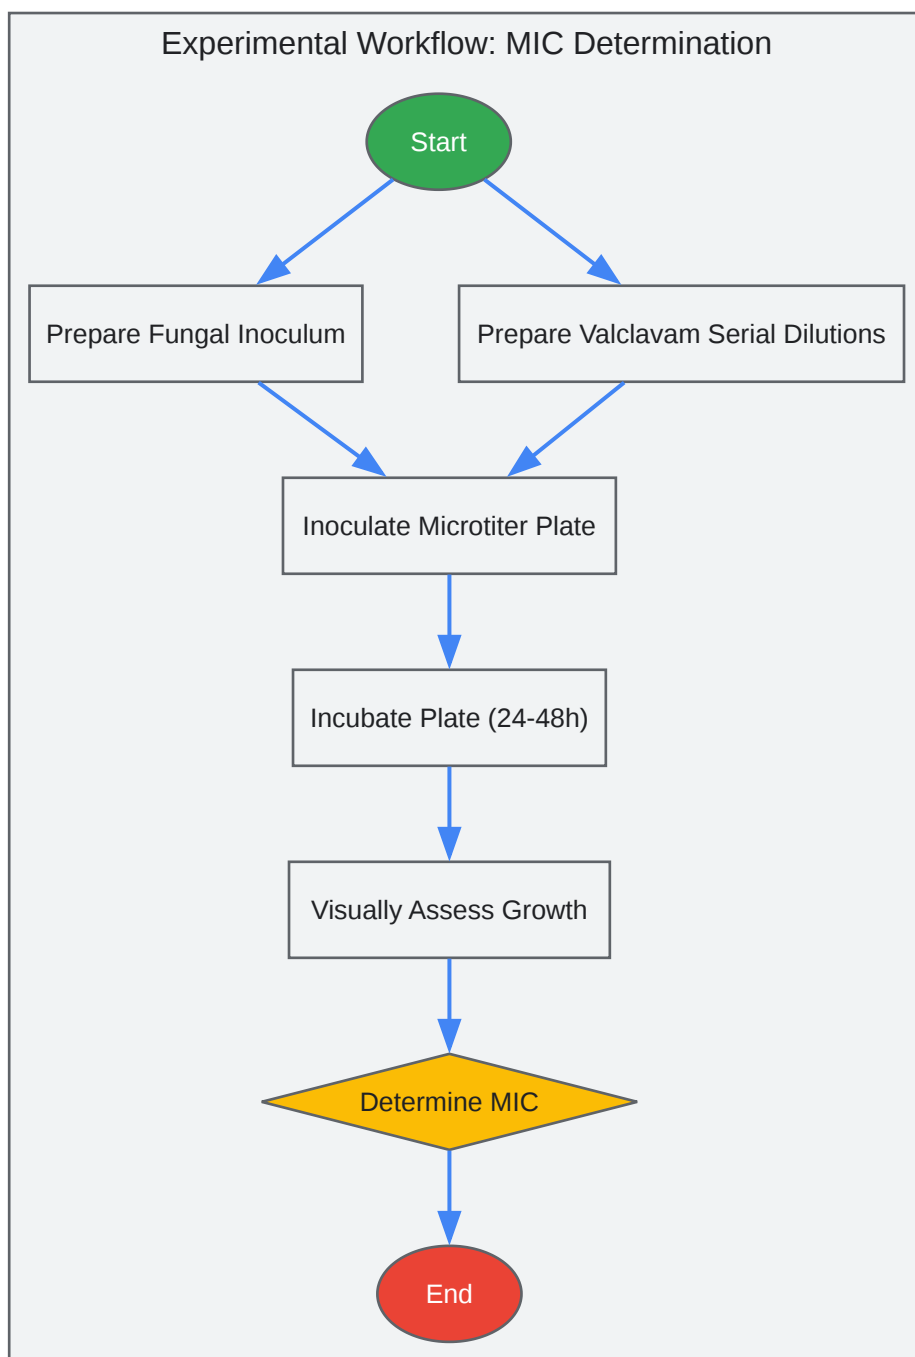 Experimental Workflow: MIC Determination
Start
Prepare Fungal Inoculum
Prepare Valclavam Serial Dilutions
Inoculate Microtiter Plate
Incubate Plate (24-48h)
Visually Assess Growth
Determine MIC
End